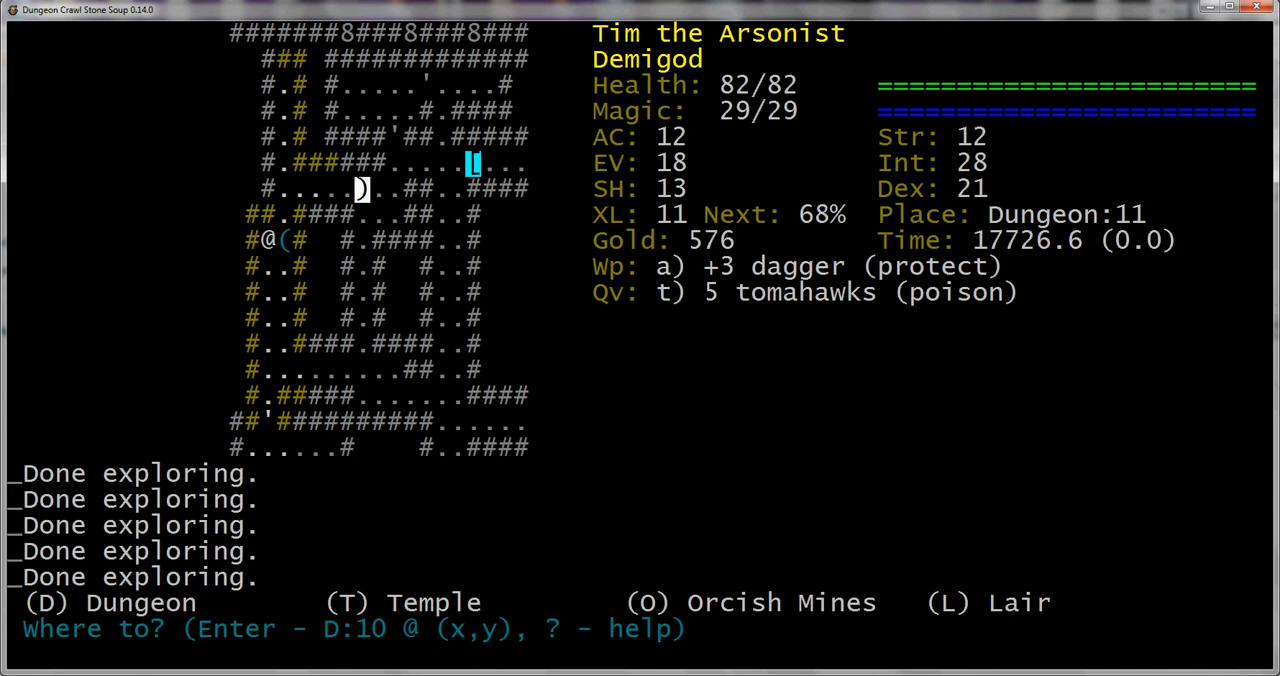 Dungeon Crawl Stone Soup 0.14.0
#######8###8###8### Tim the Arsonist
### ############# Demigod
#.# #.....'....# Health: 82/82 ========================
#.# #.....#.#### Magic: 29/29 ========================
#.# ####'##.##### AC: 12 Str: 12
#.######.....[... EV: 18 Int: 28
#.....)..##..#### SH: 13 Dex: 21
##.####...##..# XL: 11 Next: 68% Place: Dungeon:11
#@(# #.####..# Gold: 576 Time: 17726.6 (0.0)
#..# #.# #..# Wp: a) +3 dagger (protect)
#..# #.# #..# Qv: t) 5 tomahawks (poison)
#..# #.# #..#
#..####.####..#
#.........##..#
#.#####.......####
##'##########......
#......# #..####
_Done exploring.
_Done exploring.
_Done exploring.
_Done exploring.
_Done exploring.
(D) Dungeon (T) Temple (O) Orcish Mines (L) Lair
Where to? (Enter - D:10 @ (x,y), ? - help)